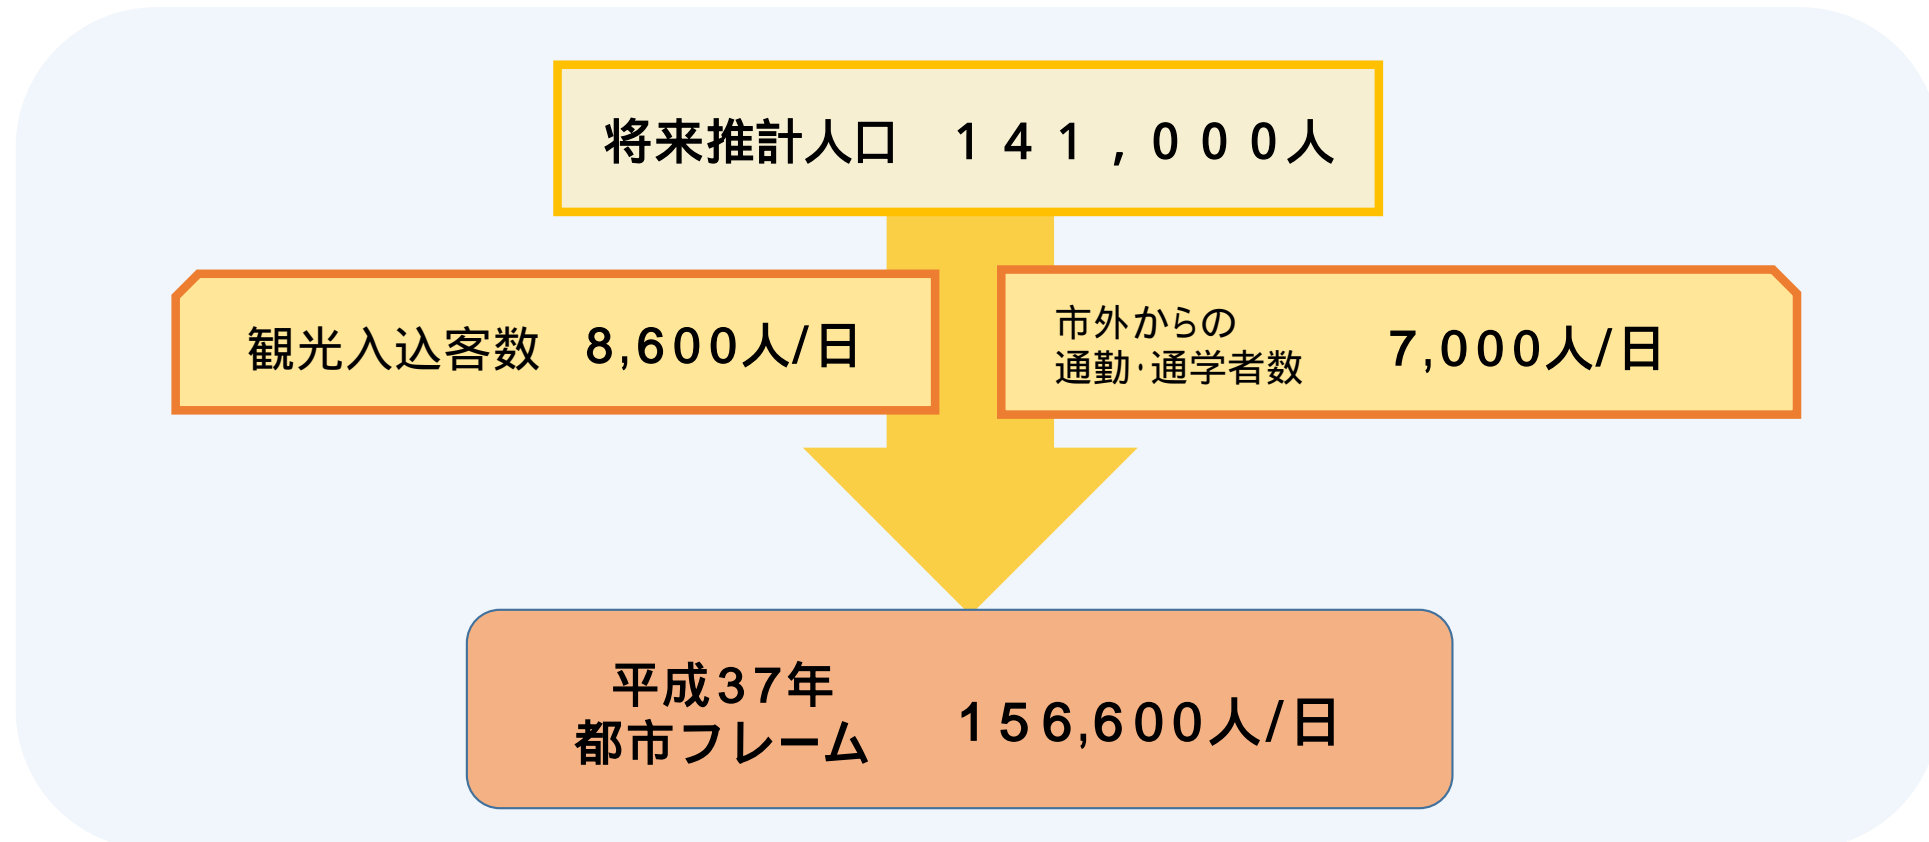 将来推計人口　１４１，０００人
観光入込客数　8,600人/日
市外からの
通勤・通学者数　7,000人/日
平成37年
都市フレーム　156,600人/日